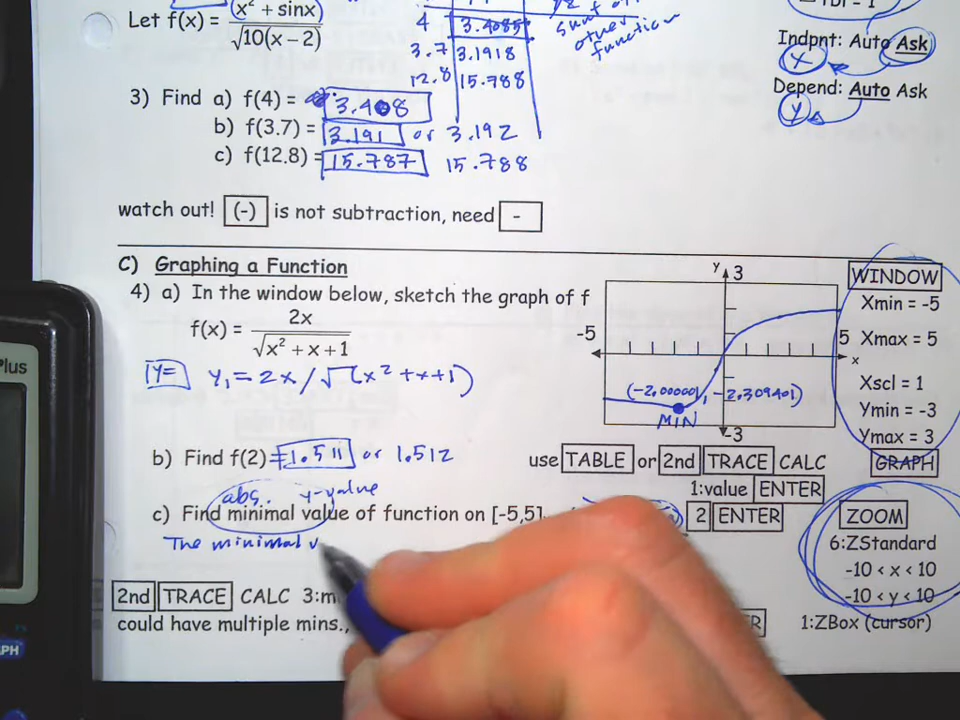 Let f(x) = (x² + sinx)
√10(x − 2)
4 3.4085
3.7 3.1918
12.8 15.788
other function
Indpnt: Auto Ask
x
Depend: Auto Ask
y
3) Find a) f(4) = 3.408
b) f(3.7) = 3.191 or 3.192
c) f(12.8) = 15.787 15.788
watch out! (-) is not subtraction, need -
C) Graphing a Function
4) a) In the window below, sketch the graph of f
f(x) = 2x
√x² + x + 1
Y= Y₁ = 2x/√(x² + x + 1)
y 3
-5 5
x
(-2.000001, -2.309401)
MIN
-3
WINDOW
Xmin = -5
Xmax = 5
Xscl = 1
Ymin = -3
Ymax = 3
GRAPH
b) Find f(2) = 1.511 or 1.512
use TABLE or 2nd TRACE CALC
1:value ENTER
2 ENTER
abs. y-value
c) Find minimal value of function on [-5,5]
The minimal v
2nd TRACE CALC 3:m
could have multiple mins.,
ZOOM
6:ZStandard
-10 < x < 10
-10 < y < 10
1:ZBox (cursor)
Plus